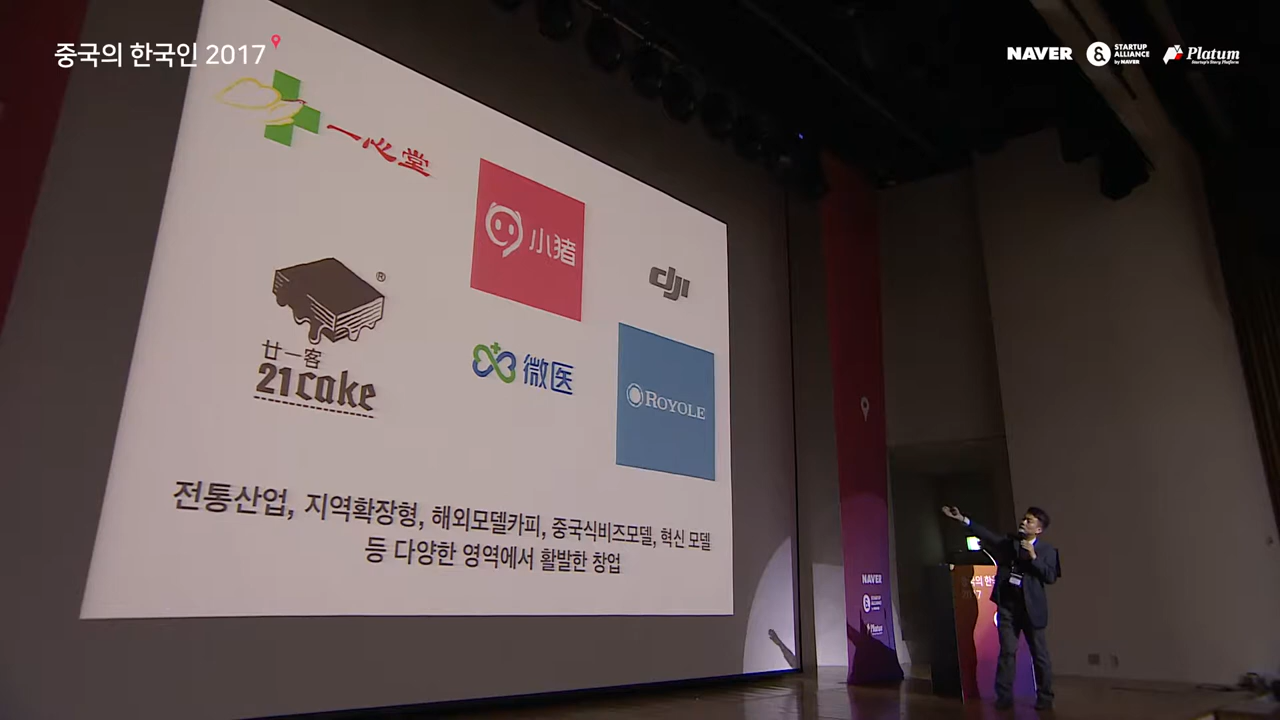 중국의 한국인 2017
NAVER
& STARTUP ALLIANCE by NAVER
Platum
Startup's Story Platform
一心堂
小猪
dji
®
廿一客
21cake
微医
ROYOLE
전통산업, 지역확장형, 해외모델카피, 중국식비즈모델, 혁신 모델
등 다양한 영역에서 활발한 창업
NAVER
Platum
2017